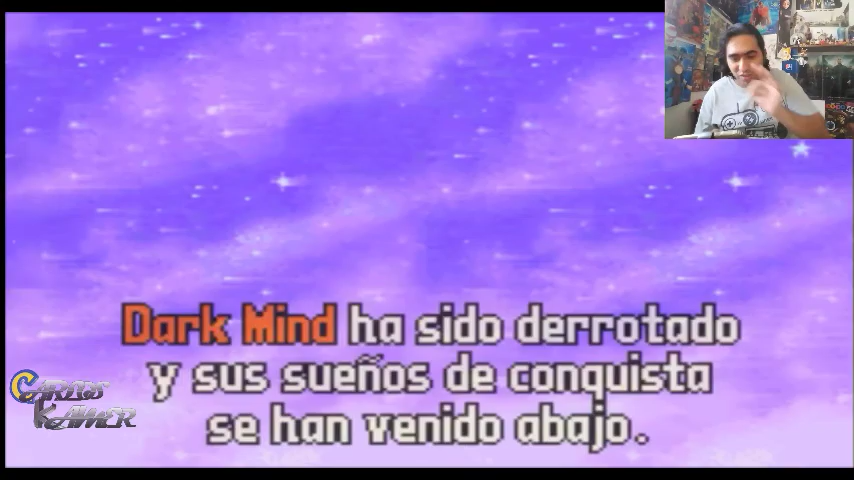 Dark Mind ha sido derrotado
y sus sueños de conquista
se han venido abajo.
CARLOS
KAMER